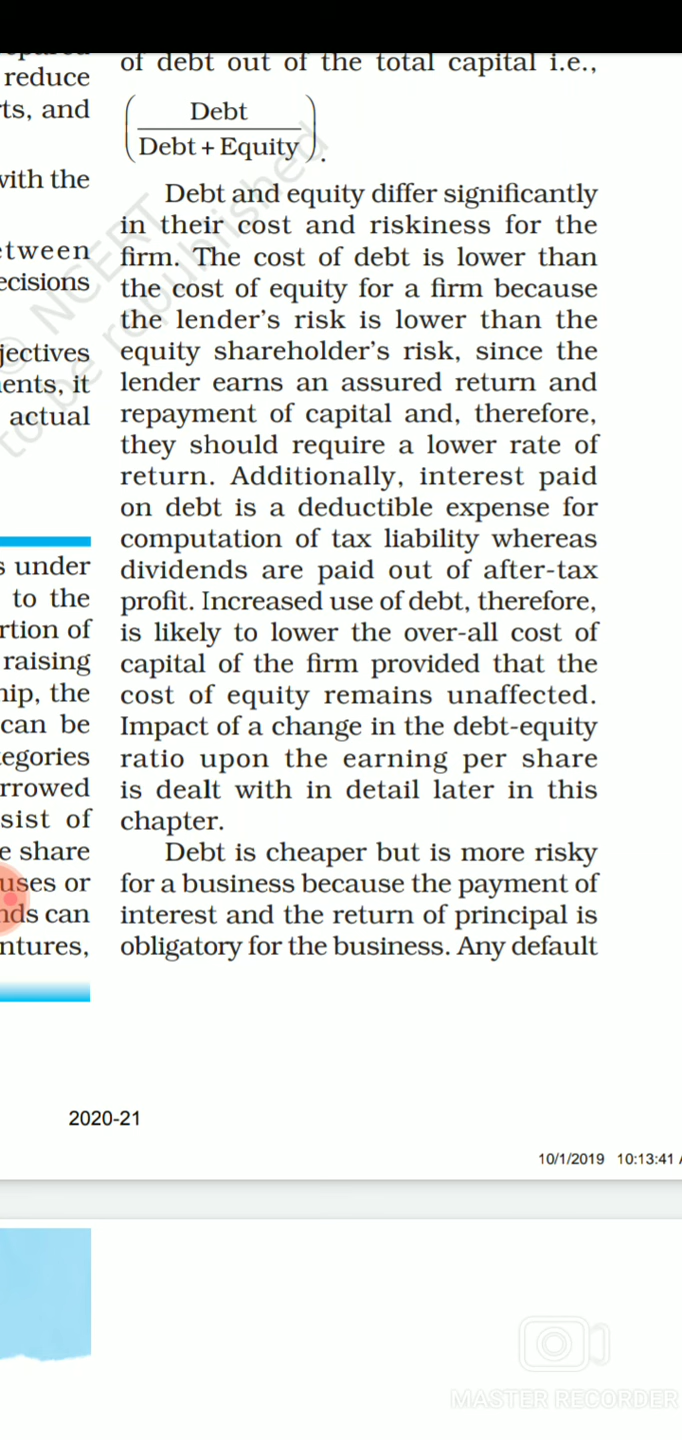 reduce
rts, and
with the
etween
ecisions
jectives
ents, it
actual
s under
to the
rtion of
raising
hip, the
can be
tegories
rrowed
sist of
e share
uses or
nds can
ntures,
of debt out of the total capital i.e.,
( Debt
Debt + Equity ).
Debt and equity differ significantly
in their cost and riskiness for the
firm. The cost of debt is lower than
the cost of equity for a firm because
the lender's risk is lower than the
equity shareholder's risk, since the
lender earns an assured return and
repayment of capital and, therefore,
they should require a lower rate of
return. Additionally, interest paid
on debt is a deductible expense for
computation of tax liability whereas
dividends are paid out of after-tax
profit. Increased use of debt, therefore,
is likely to lower the over-all cost of
capital of the firm provided that the
cost of equity remains unaffected.
Impact of a change in the debt-equity
ratio upon the earning per share
is dealt with in detail later in this
chapter.
Debt is cheaper but is more risky
for a business because the payment of
interest and the return of principal is
obligatory for the business. Any default
© NCERT
to be republished
2020-21
10/1/2019 10:13:41
MASTER RECORDER